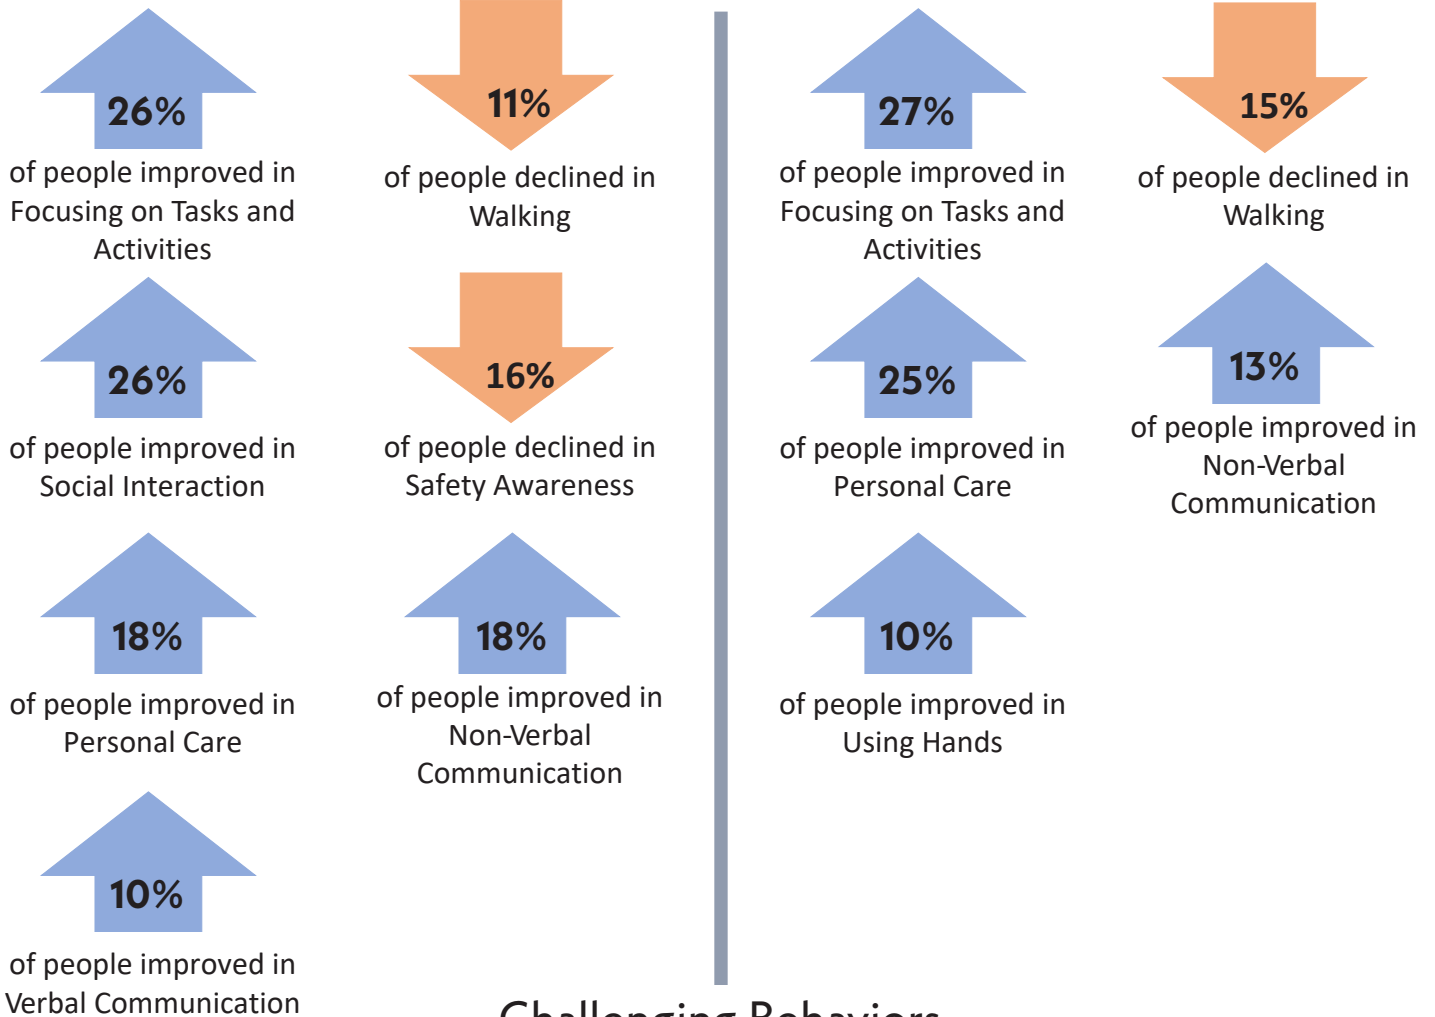 26%
of people improved in
Focusing on Tasks and
Activities
26%
of people improved in
Social Interaction
18%
of people improved in
Personal Care
10%
of people improved in
Verbal Communication
11%
of people declined in
Walking
16%
of people declined in
Safety Awareness
18%
of people improved in
Non-Verbal
Communication
27%
of people improved in
Focusing on Tasks and
Activities
25%
of people improved in
Personal Care
10%
of people improved in
Using Hands
15%
of people declined in
Walking
13%
of people improved in
Non-Verbal
Communication
Challenging Behaviors